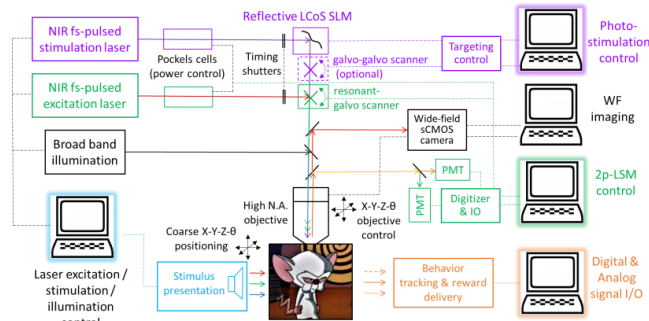 Reflective LCoS SLM
NIR fs-pulsed
stimulation laser
Pockels cells
(power control)
Timing
shutters
galvo-galvo scanner
(optional)
Targeting
control
Photo-
stimulation
control
NIR fs-pulsed
excitation laser
resonant-
galvo scanner
Wide-field
sCMOS
camera
WF
imaging
Broad band
illumination
PMT
PMT
Digitizer
& IO
2p-LSM
control
High N.A.
objective
X-Y-Z-θ
objective
control
Coarse X-Y-Z-θ
positioning
Laser excitation /
stimulation /
illumination
control
Stimulus
presentation
Behavior
tracking & reward
delivery
Digital &
Analog
signal I/O